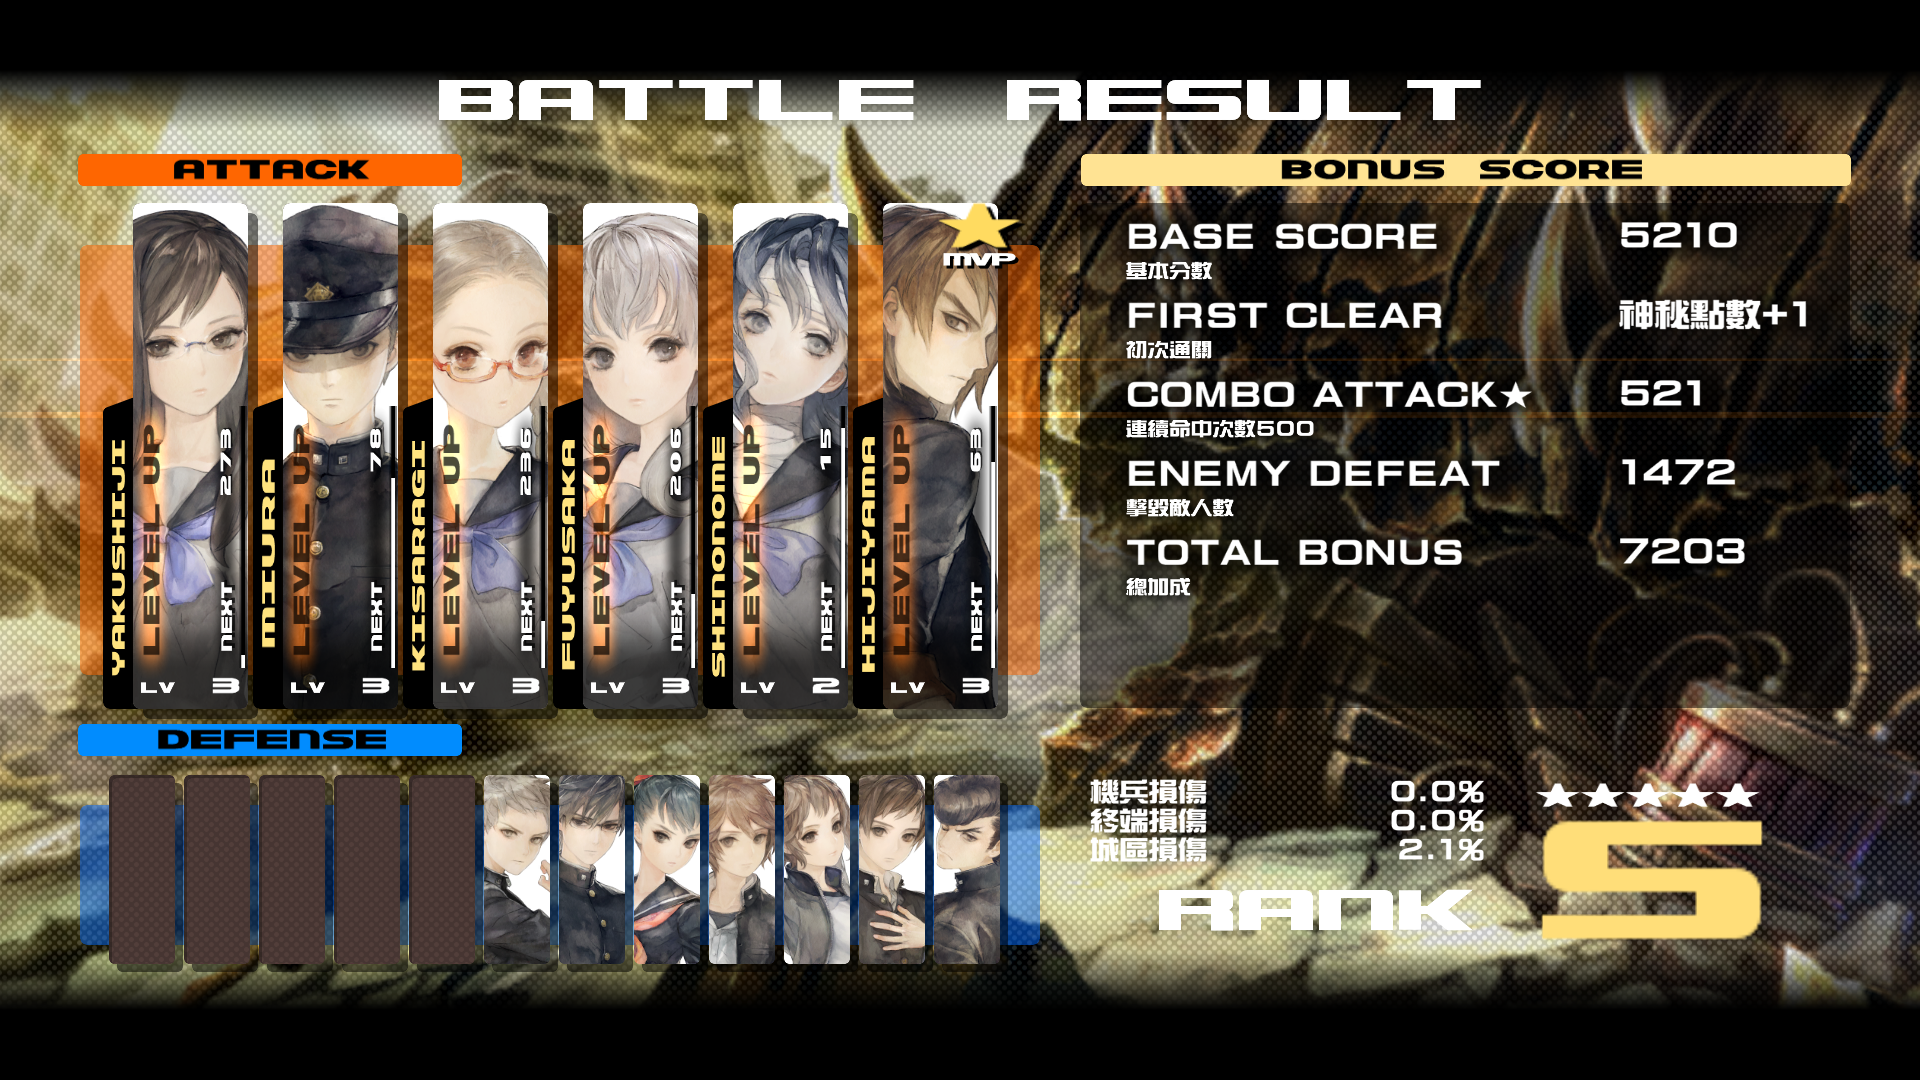 BATTLE RESULT
ATTACK
MVP
YAKUSHIJI
LEVEL UP
NEXT 273
LV 3
MIURA
LEVEL UP
NEXT 78
LV 3
KISARAGI
LEVEL UP
NEXT 236
LV 3
FUYUSAKA
LEVEL UP
NEXT 206
LV 3
SHINONOME
LEVEL UP
NEXT 15
LV 2
HIJIYAMA
LEVEL UP
NEXT 63
LV 3
DEFENSE
BONUS SCORE
BASE SCORE 5210
基本分數
FIRST CLEAR 神秘點數+1
初次通關
COMBO ATTACK★ 521
連續命中次數500
ENEMY DEFEAT 1472
擊毀敵人數
TOTAL BONUS 7203
總加成
機兵損傷 0.0%
終端損傷 0.0%
城區損傷 2.1%
★★★★★
RANK S